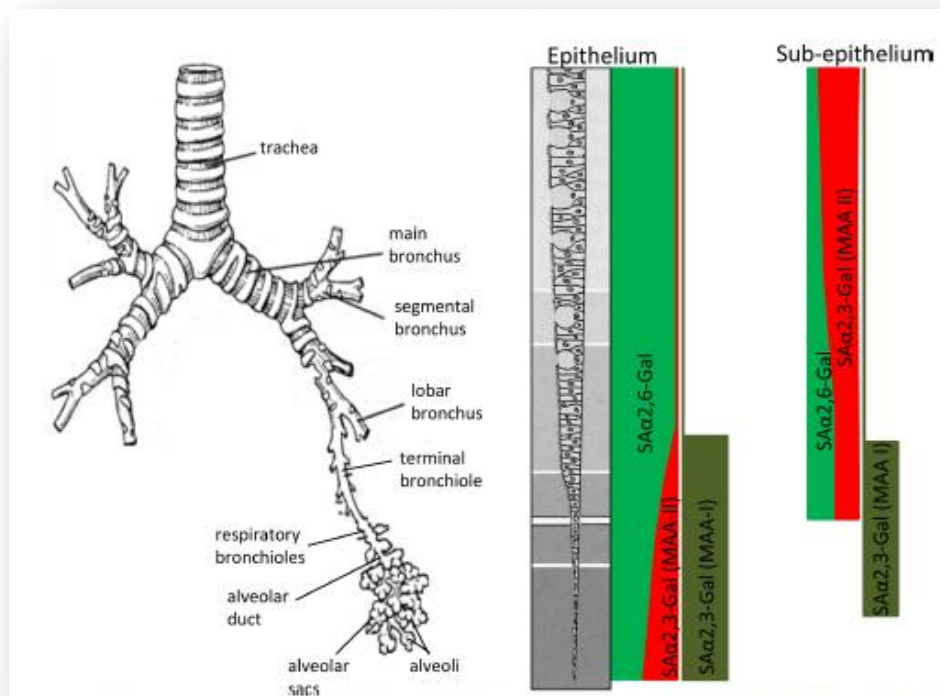 Epithelium
Sub-epithelium
trachea
main
bronchus
segmental
bronchus
lobar
bronchus
terminal
bronchiole
respiratory
bronchioles
alveolar
duct
alveolar
sacs
alveoli
SAα2,6-Gal
SAα2,3-Gal (MAA-II)
SAα2,3-Gal (MAA-I)
SAα2,6-Gal
SAα2,3-Gal (MAA II)
SAα2,3-Gal (MAA I)